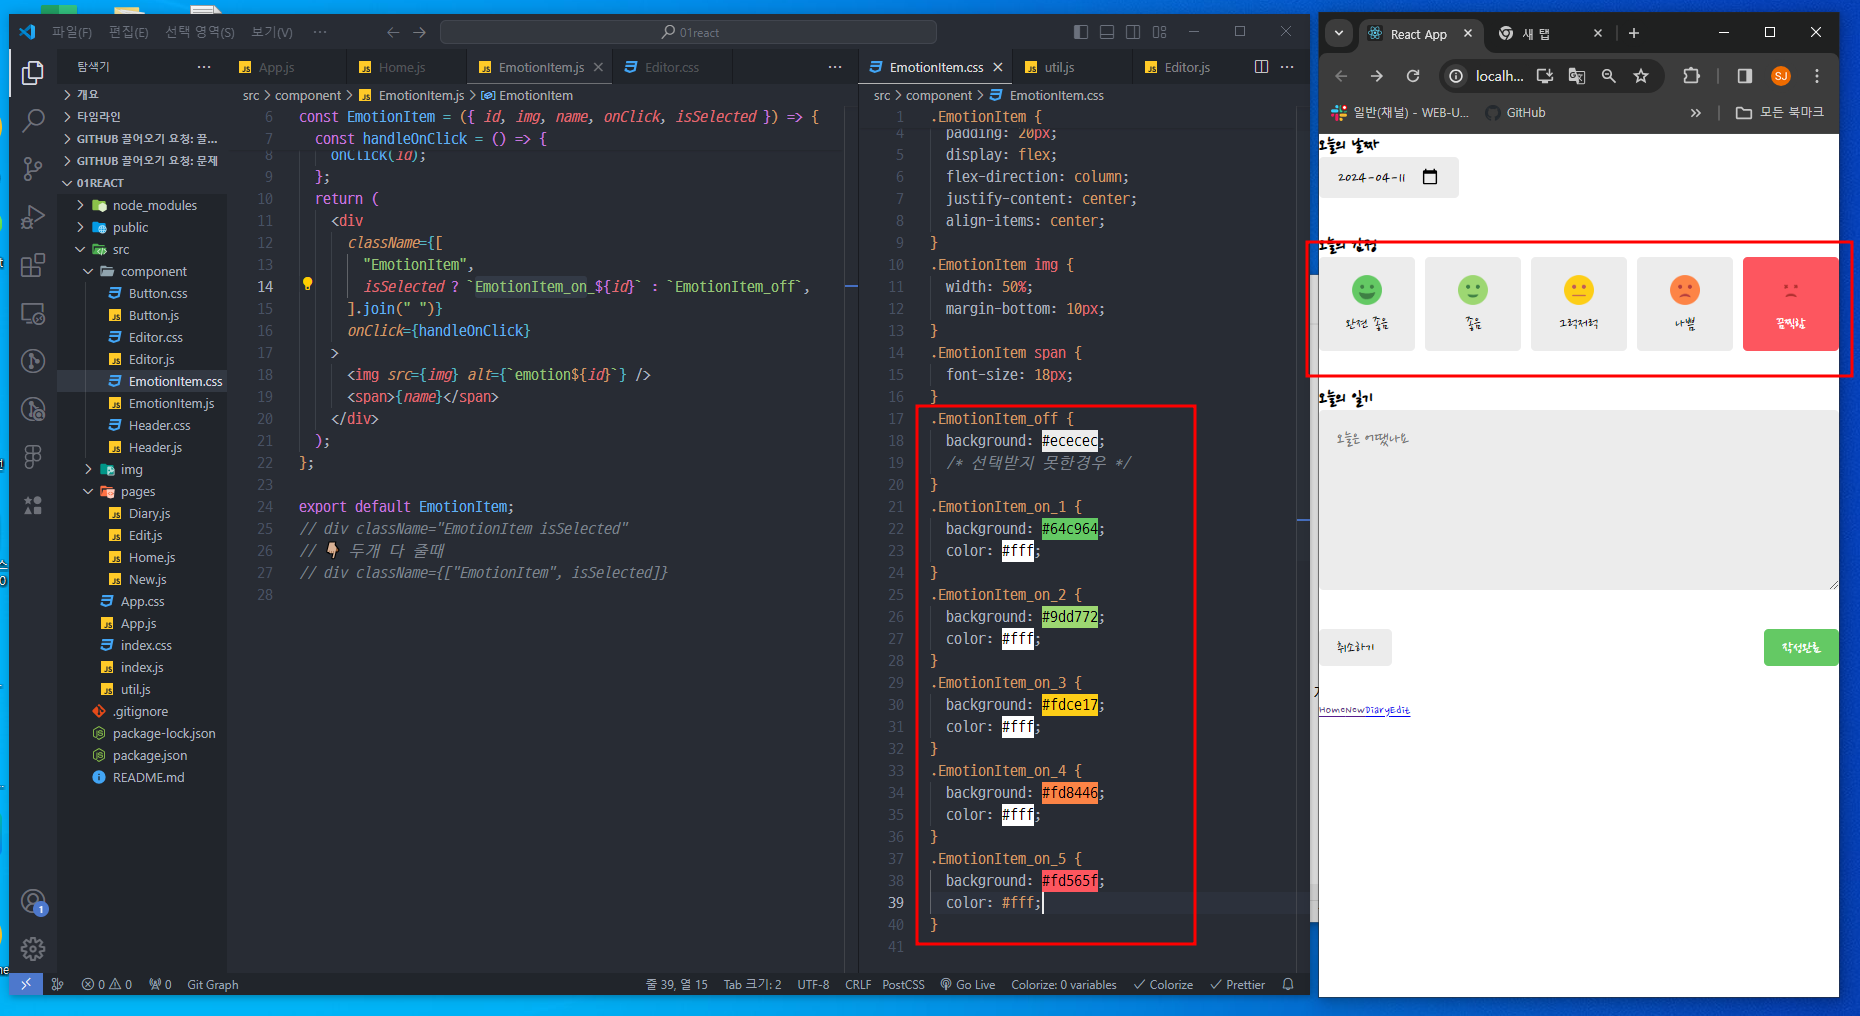 파일(F) 편집(E) 선택 영역(S) 보기(V) ···
01react
탐색기
개요
타임라인
GITHUB 끌어오기 요청: 끌...
GITHUB 끌어오기 요청: 문제
01REACT
node_modules
public
src
component
Button.css
Button.js
Editor.css
Editor.js
EmotionItem.css
EmotionItem.js
Header.css
Header.js
img
pages
Diary.js
Edit.js
Home.js
New.js
App.css
App.js
index.css
index.js
util.js
.gitignore
package-lock.json
package.json
README.md
App.js Home.js EmotionItem.js Editor.css
src > component > EmotionItem.js > EmotionItem
6 const EmotionItem = ({ id, img, name, onClick, isSelected }) => {
7 const handleOnClick = () => {
8 onClick(id);
9 };
10 return (
11 <div
12 className={[
13 "EmotionItem",
14 isSelected ? `EmotionItem_on_${id}` : `EmotionItem_off`,
15 ].join(" ")}
16 onClick={handleOnClick}
17 >
18 <img src={img} alt={`emotion${id}`} />
19 <span>{name}</span>
20 </div>
21 );
22 };
23
24 export default EmotionItem;
25 // div className="EmotionItem isSelected"
26 // 👇🏽 두개 다 줄때
27 // div className={["EmotionItem", isSelected]}
28
EmotionItem.css util.js Editor.js
src > component > EmotionItem.css
1 .EmotionItem {
4 padding: 20px;
5 display: flex;
6 flex-direction: column;
7 justify-content: center;
8 align-items: center;
9 }
10 .EmotionItem img {
11 width: 50%;
12 margin-bottom: 10px;
13 }
14 .EmotionItem span {
15 font-size: 18px;
16 }
17 .EmotionItem_off {
18 background: #ececec;
19 /* 선택받지 못한경우 */
20 }
21 .EmotionItem_on_1 {
22 background: #64c964;
23 color: #fff;
24 }
25 .EmotionItem_on_2 {
26 background: #9dd772;
27 color: #fff;
28 }
29 .EmotionItem_on_3 {
30 background: #fdce17;
31 color: #fff;
32 }
33 .EmotionItem_on_4 {
34 background: #fd8446;
35 color: #fff;
36 }
37 .EmotionItem_on_5 {
38 background: #fd565f;
39 color: #fff;
40 }
41
1
0 0 0 Git Graph
줄 39, 열 15 Tab 크기: 2 UTF-8 CRLF PostCSS Go Live Colorize: 0 variables Colorize Prettier
React App 새 탭
localh... SJ
일반(채널) - WEB-U... GitHub » 모든 북마크
오늘의 날짜
2024-04-11
오늘의 감정
완전 좋음 좋음 그럭저럭 나쁨 끔찍함
오늘의 일기
오늘은 어땠나요
취소하기 작성완료
HomeNewDiaryEdit